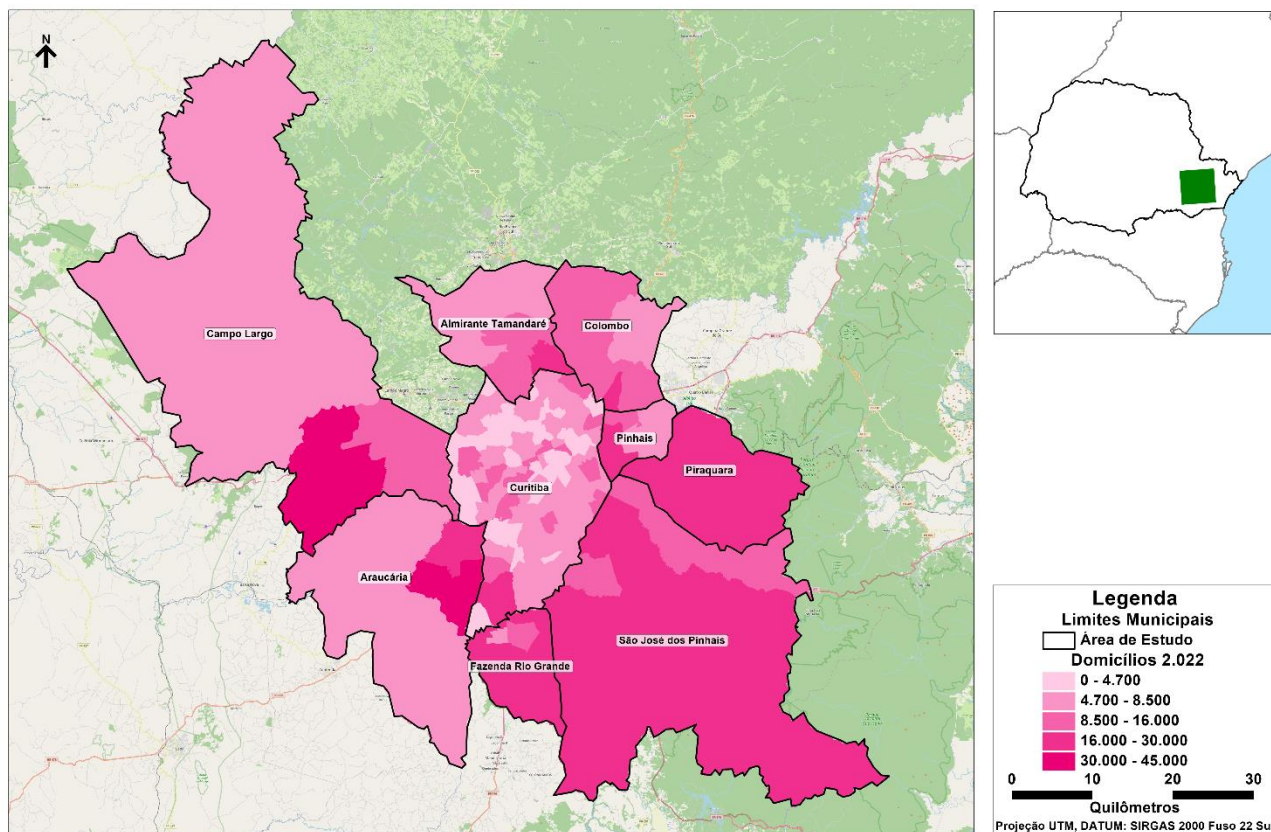 N
Campo Largo
Almirante Tamandaré
Colombo
Pinhais
Piraquara
Curitiba
Araucária
São José dos Pinhais
Fazenda Rio Grande
Legenda
Limites Municipais
Área de Estudo
Domicílios 2.022
0 - 4.700
4.700 - 8.500
8.500 - 16.000
16.000 - 30.000
30.000 - 45.000
0 10 20 30
Quilômetros
Projeção UTM, DATUM: SIRGAS 2000 Fuso 22 Su